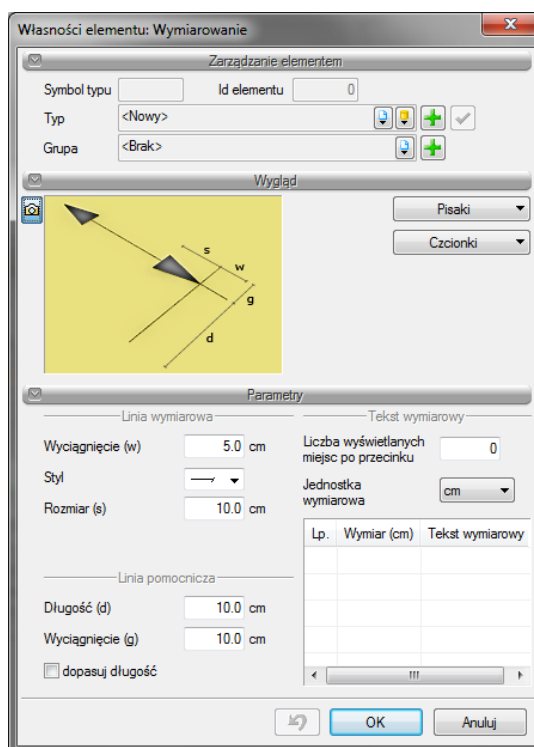 Własności elementu: Wymiarowanie
Zarządzanie elementem
Symbol typu Id elementu 0
Typ <Nowy>
Grupa <Brak>
Wygląd
s w g d
Pisaki
Czcionki
Parametry
Linia wymiarowa
Wyciągnięcie (w) 5.0 cm
Styl
Rozmiar (s) 10.0 cm
Linia pomocnicza
Długość (d) 10.0 cm
Wyciągnięcie (g) 10.0 cm
dopasuj długość
Tekst wymiarowy
Liczba wyświetlanych
miejsc po przecinku 0
Jednostka
wymiarowa cm
Lp. Wymiar (cm) Tekst wymiarowy
OK Anuluj